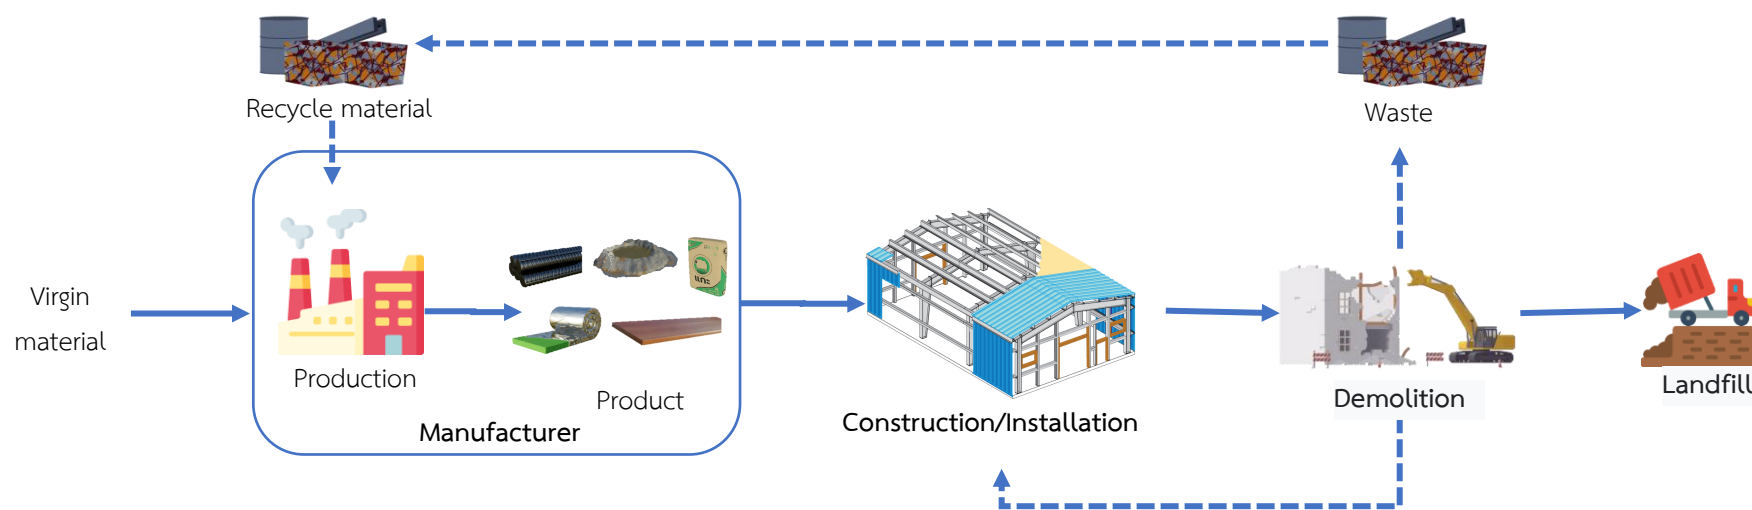 Recycle material
Waste
Virgin
material
Production
Product
Manufacturer
Construction/Installation
Demolition
Landfill